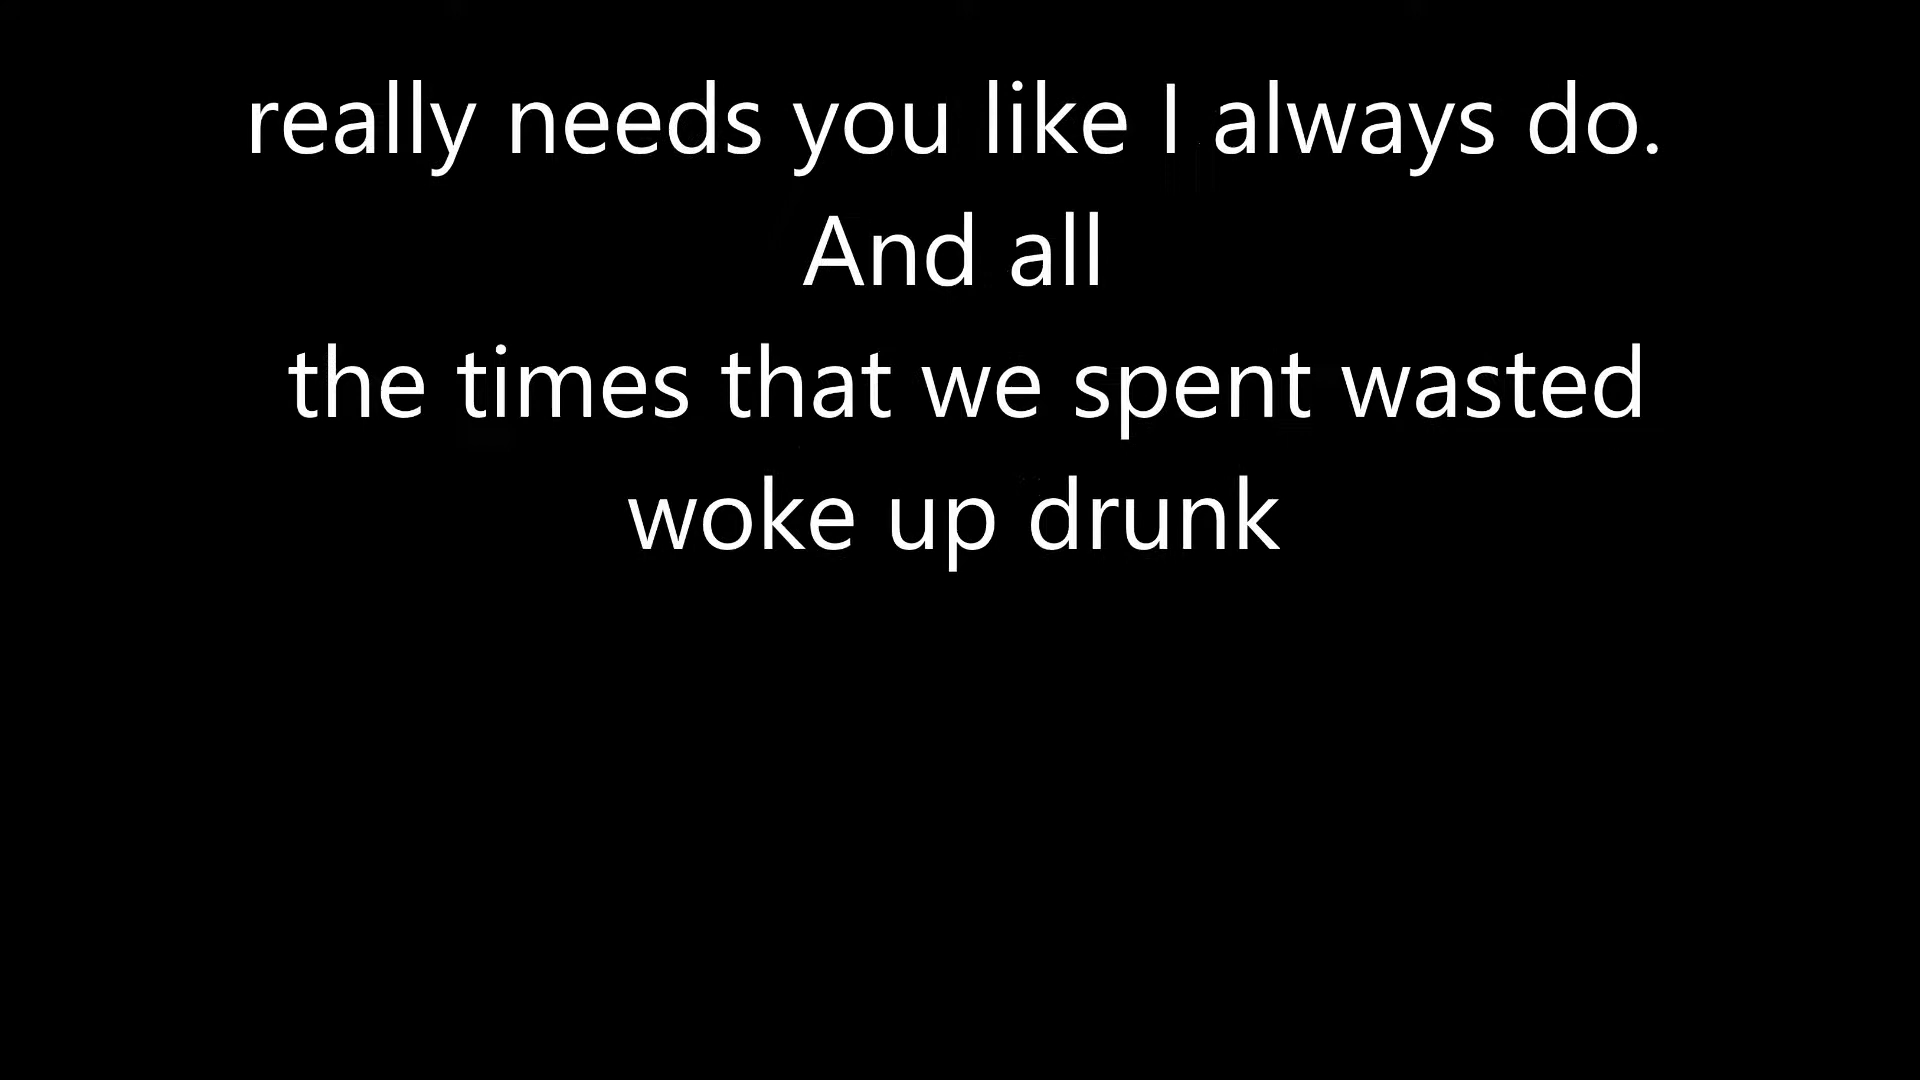 really needs you like I always do.
And all
the times that we spent wasted
woke up drunk